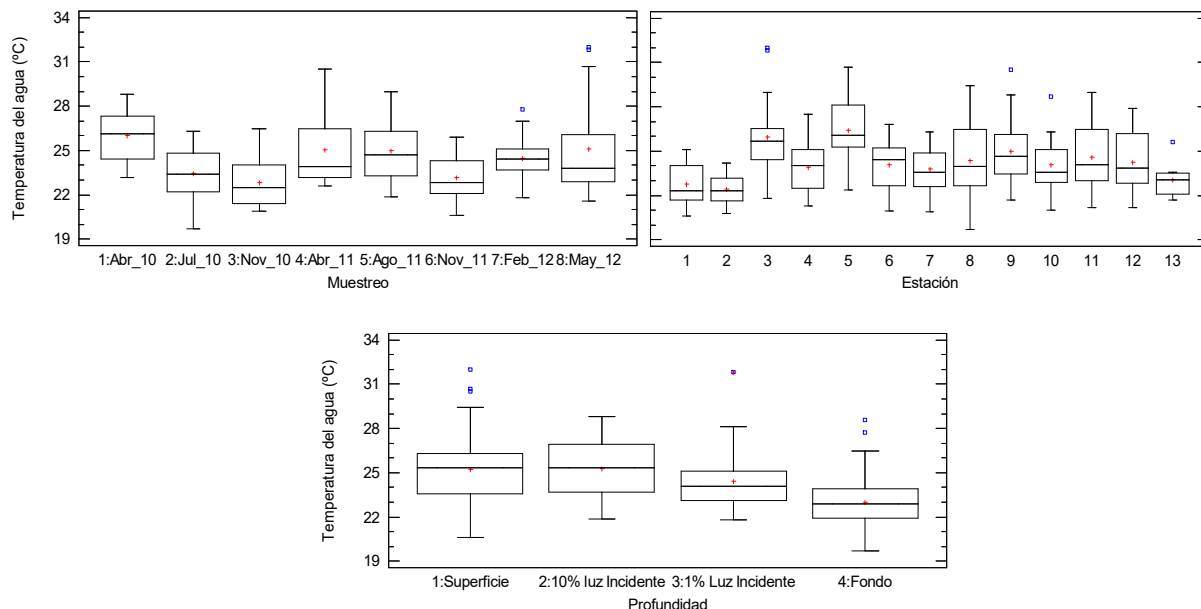 34
31
28
25
22
19
Temperatura del agua (ºC)
1:Abr_10 2:Jul_10 3:Nov_10 4:Abr_11 5:Ago_11 6:Nov_11 7:Feb_12 8:May_12
Muestreo
1 2 3 4 5 6 7 8 9 10 11 12 13
Estación
34
31
28
25
22
19
Temperatura del agua (ºC)
1:Superficie 2:10% luz Incidente 3:1% Luz Incidente 4:Fondo
Profundidad